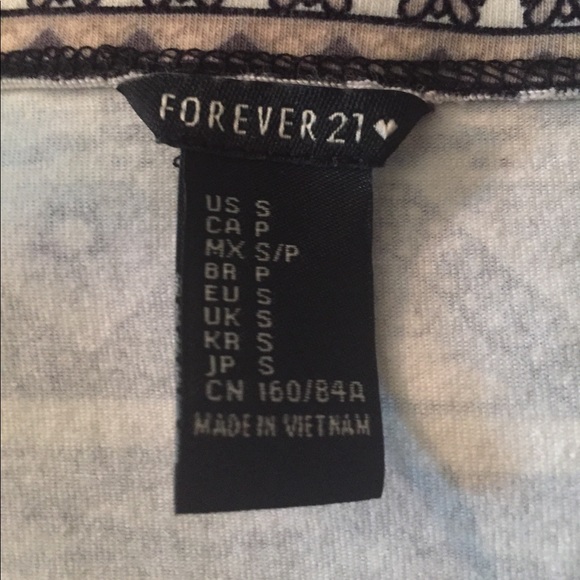 FOREVER 21
US S
CA P
MX S/P
BR P
EU S
UK S
KR S
JP S
CN 160/84A
MADE IN VIETNAM